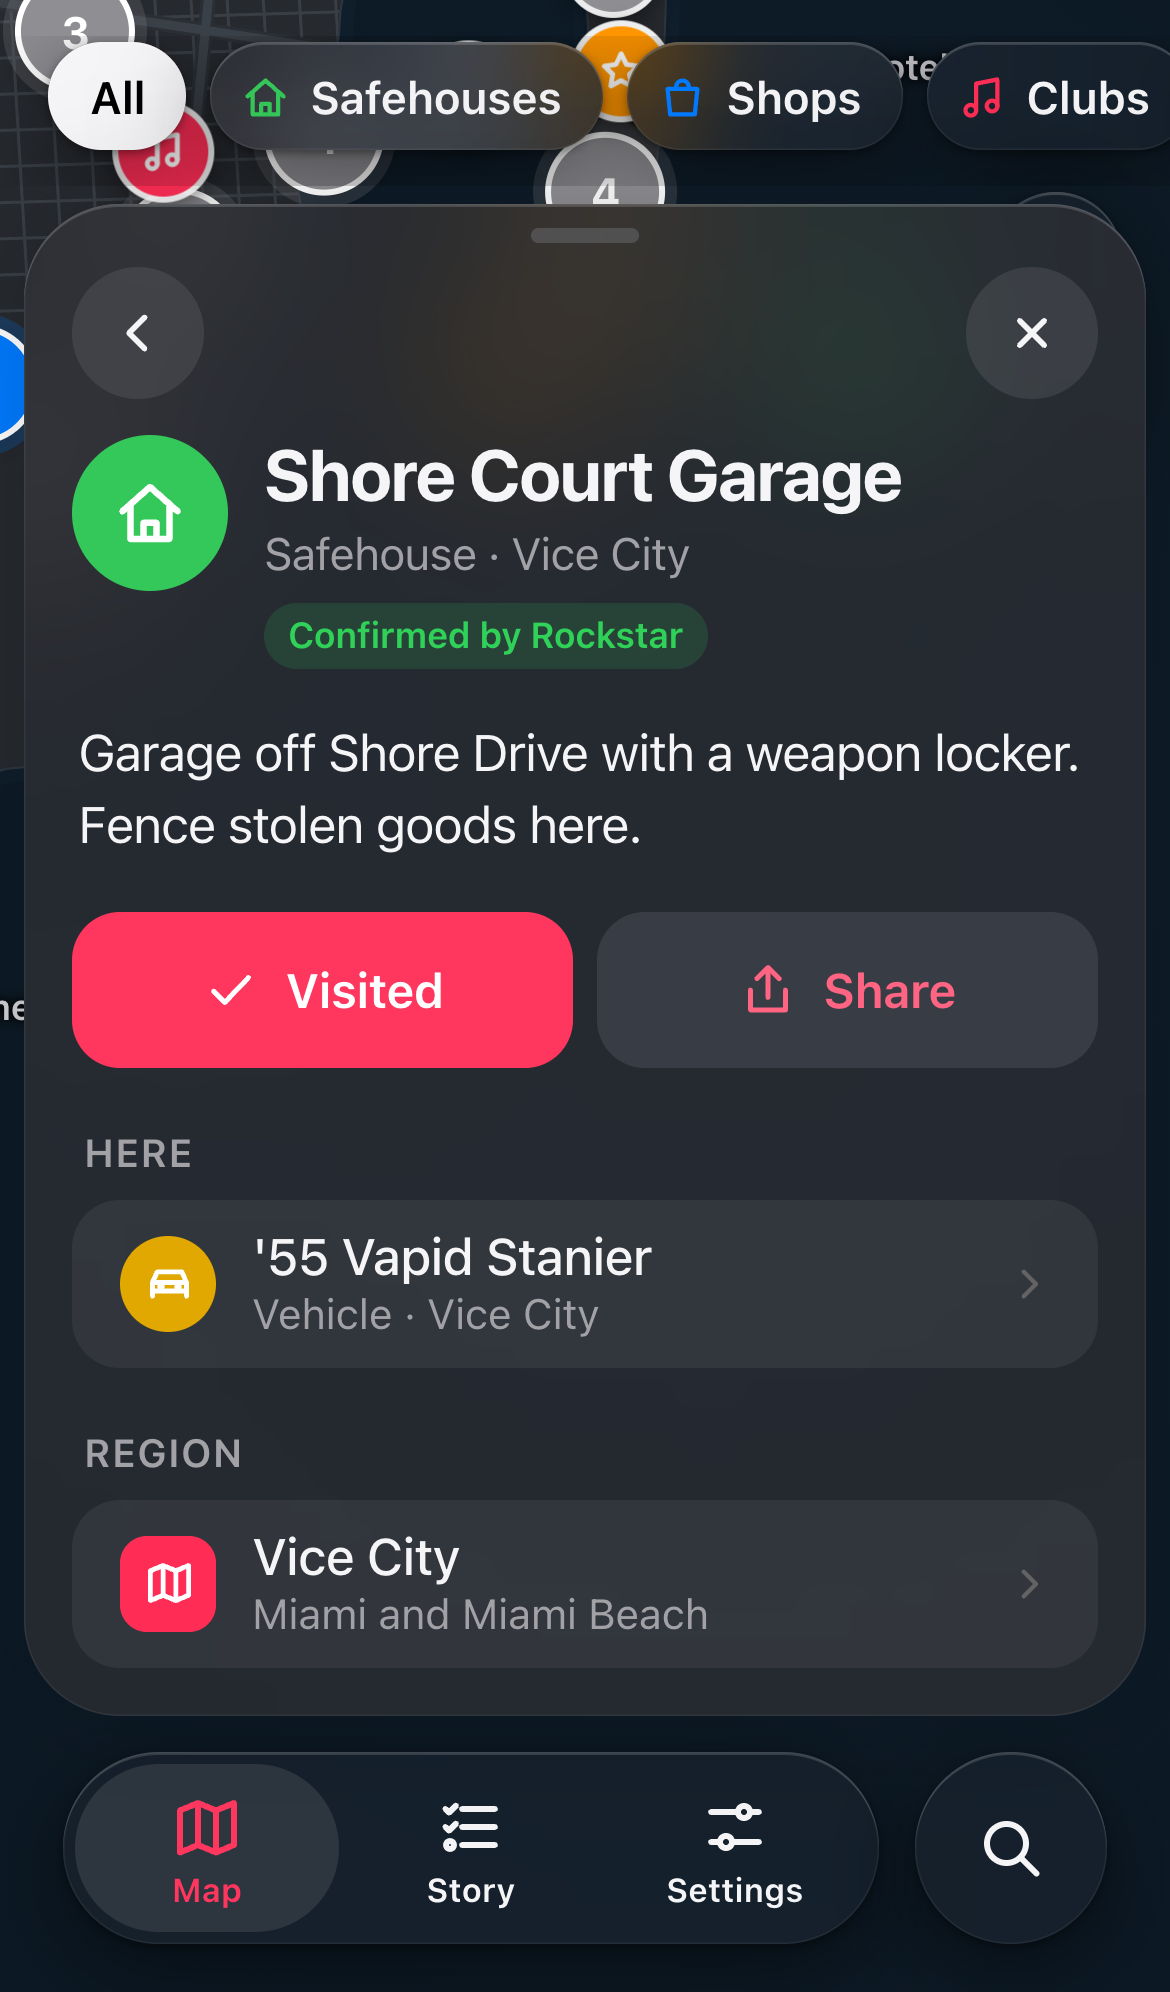 3
All
Safehouses
Shops
Clubs
4
Shore Court Garage
Safehouse · Vice City
Confirmed by Rockstar
Garage off Shore Drive with a weapon locker.
Fence stolen goods here.
Visited
Share
HERE
'55 Vapid Stanier
Vehicle · Vice City
REGION
Vice City
Miami and Miami Beach
Map
Story
Settings